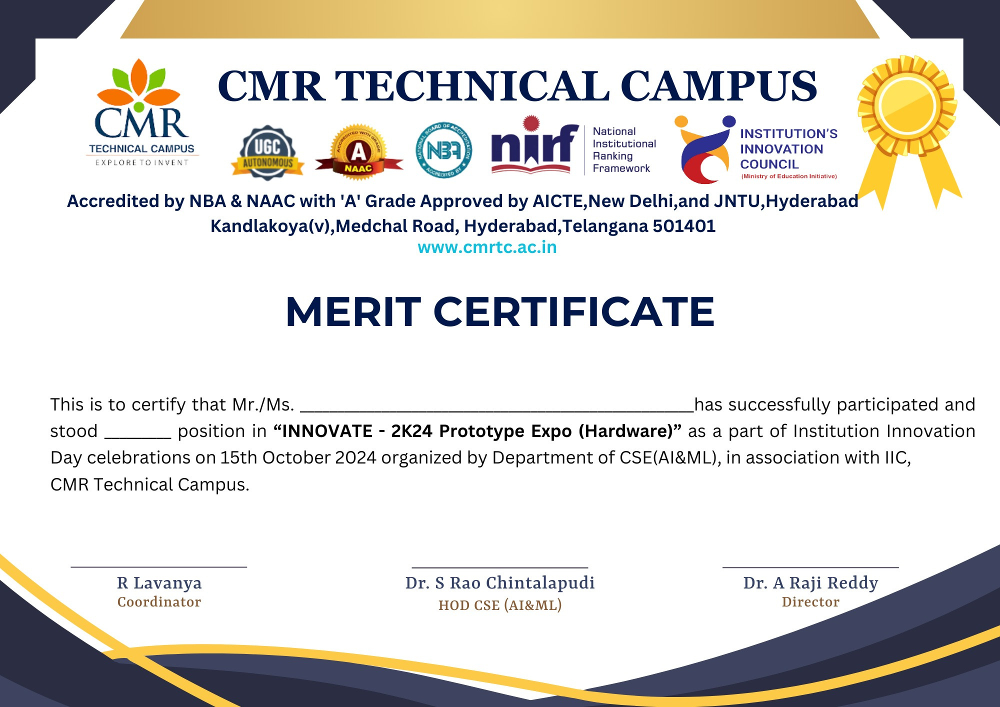 CMR TECHNICAL CAMPUS
CMR
TECHNICAL CAMPUS
EXPLORE TO INVENT
UGC
AUTONOMOUS
ACCREDITED WITH GRADE
A
NAAC
NATIONAL BOARD OF ACCREDITATION
NBA
ACCREDITED BY
nirf
National
Institutional
Ranking
Framework
INSTITUTION'S
INNOVATION
COUNCIL
(Ministry of Education Initiative)
Accredited by NBA & NAAC with 'A' Grade Approved by AICTE,New Delhi,and JNTU,Hyderabad
Kandlakoya(v),Medchal Road, Hyderabad,Telangana 501401
www.cmrtc.ac.in
MERIT CERTIFICATE
This is to certify that Mr./Ms. ____________________________________________has successfully participated and
stood _______ position in “INNOVATE - 2K24 Prototype Expo (Hardware)” as a part of Institution Innovation
Day celebrations on 15th October 2024 organized by Department of CSE(AI&ML), in association with IIC,
CMR Technical Campus.
R Lavanya
Coordinator
Dr. S Rao Chintalapudi
HOD CSE (AI&ML)
Dr. A Raji Reddy
Director